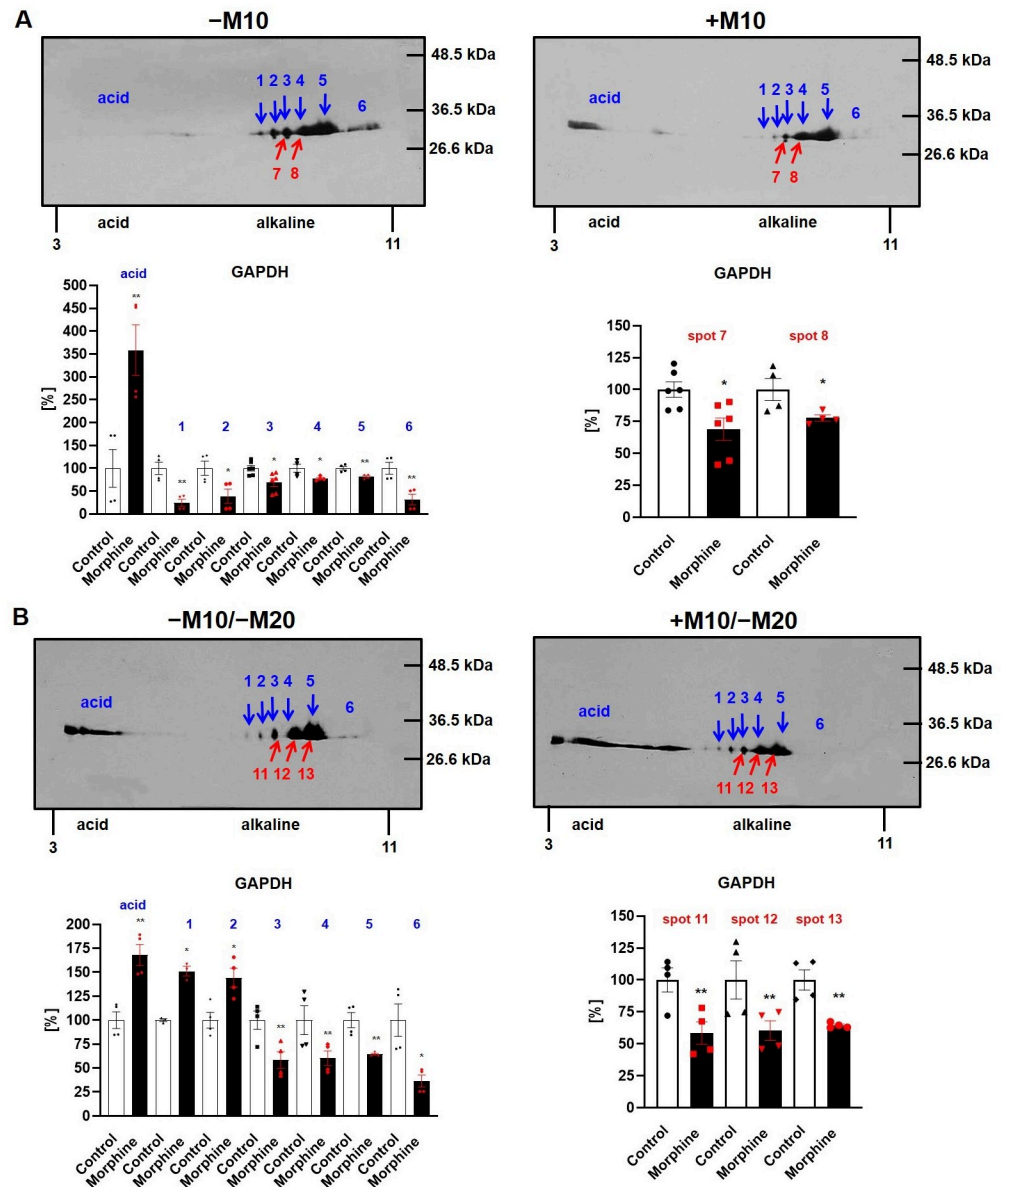 A
−M10
+M10
acid
1 2 3 4 5 6
7 8
48.5 kDa
36.5 kDa
26.6 kDa
acid
alkaline
3
11
acid
1 2 3 4 5 6
7 8
48.5 kDa
36.5 kDa
26.6 kDa
acid
alkaline
3
11
GAPDH
acid
[%]
500
450
400
350
300
250
200
150
100
50
0
**
1
**
2
*
3
*
4
*
5
**
6
**
Control
Morphine
Control
Morphine
Control
Morphine
Control
Morphine
Control
Morphine
Control
Morphine
Control
Morphine
GAPDH
[%]
150
125
100
75
50
25
0
spot 7
*
spot 8
*
Control
Morphine
Control
Morphine
B
−M10/−M20
+M10/−M20
acid
1 2 3 4 5 6
11 12 13
48.5 kDa
36.5 kDa
26.6 kDa
acid
alkaline
3
11
acid
1 2 3 4 5 6
11 12 13
48.5 kDa
36.5 kDa
26.6 kDa
acid
alkaline
3
11
GAPDH
acid
[%]
200
175
150
125
100
75
50
25
0
**
1
*
2
*
3
**
4
**
5
**
6
*
Control
Morphine
Control
Morphine
Control
Morphine
Control
Morphine
Control
Morphine
Control
Morphine
Control
Morphine
GAPDH
[%]
150
125
100
75
50
25
0
spot 11
**
spot 12
**
spot 13
**
Control
Morphine
Control
Morphine
Control
Morphine